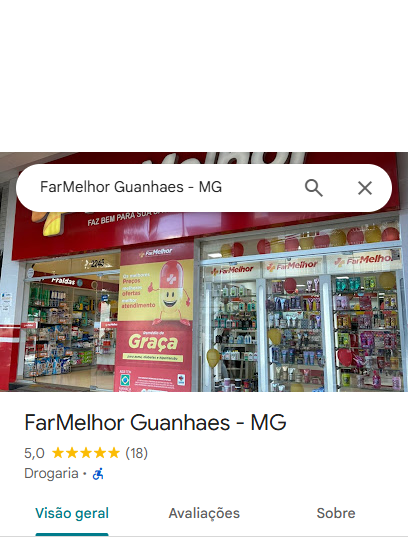 FarMelhor
FarMelhor Guanhaes - MG
FAZ BEM PARA SUA
2245
Fraldas
FarMelhor
Preços
ofertas
atendimento
Graça
FarMelhor
FarMelhor
FarMelhor
FarMelhor Guanhaes - MG
5,0 (18)
Drogaria ·
Visão geral Avaliações Sobre